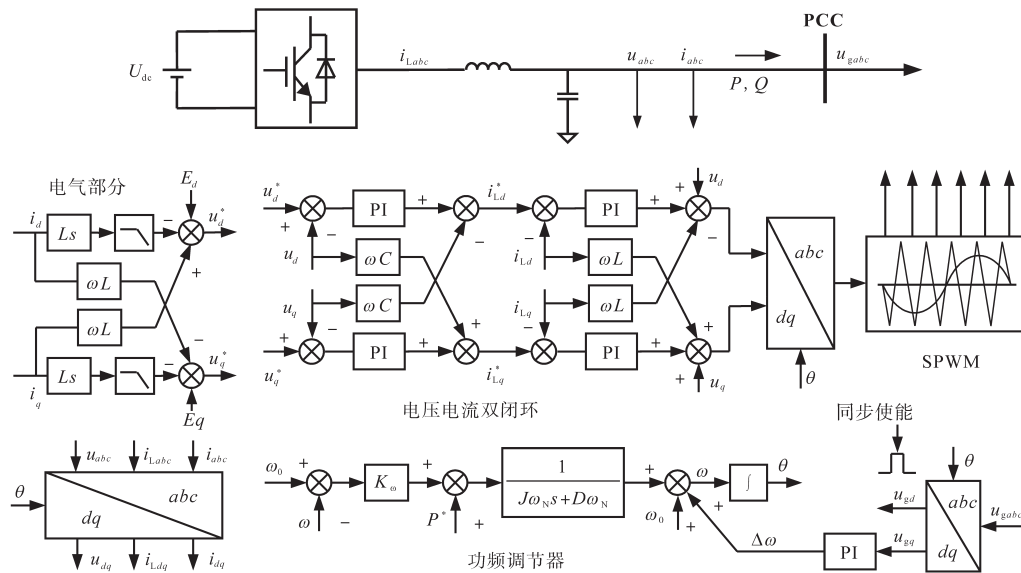 PCC
U_dc
i_Labc
u_abc
i_abc
u_gabc
P, Q
电气部分
E_d
i_d
Ls
−
u_d^*
ωL
+
ωL
−
Ls
−
u_q^*
i_q
Eq
u_d^*
+
−
PI
+
i_Ld^*
PI
+
+
u_d
u_d
ωC
−
−
i_Ld
ωL
−
u_q
ωC
i_Lq
ωL
−
+
−
+
+
PI
+
PI
+
+
u_q^*
i_Lq^*
u_q
电压电流双闭环
abc
dq
θ
SPWM
同步使能
u_abc
i_Labc
i_abc
θ
abc
dq
u_dq
i_Ldq
i_dq
ω_0
+
ω
−
K_ω
+
P^*
+
1
Jω_N s+Dω_N
+
ω
ω_0
+
+
∫
θ
Δω
功频调节器
PI
u_gd
u_gq
θ
abc
dq
u_gabc